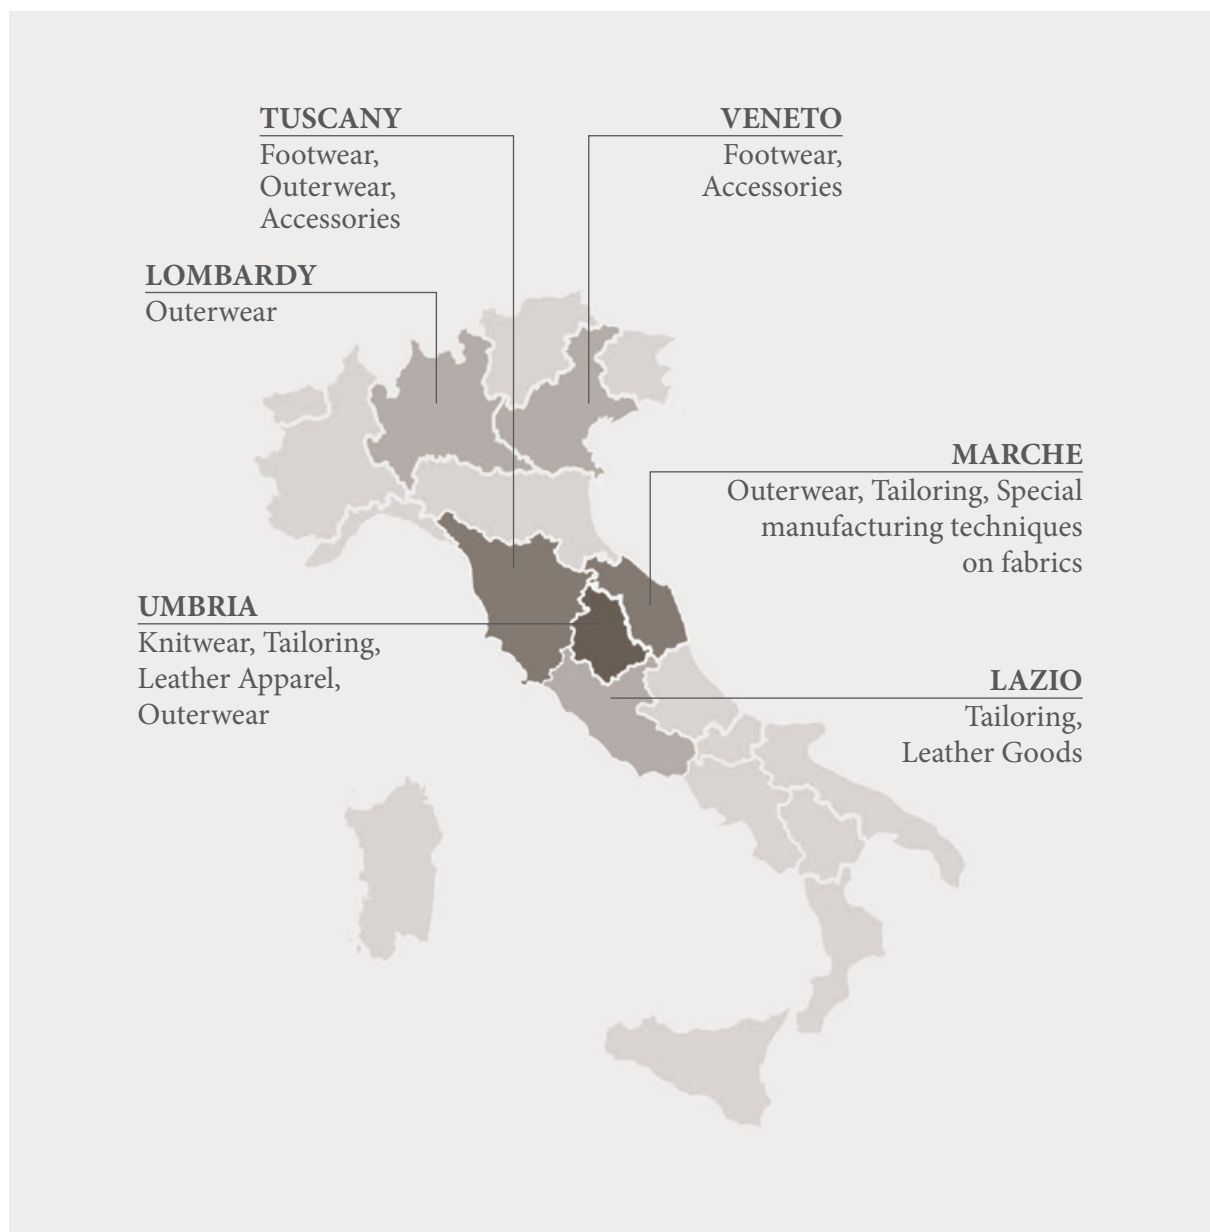 TUSCANY
Footwear,
Outerwear,
Accessories
VENETO
Footwear,
Accessories
LOMBARDY
Outerwear
MARCHE
Outerwear, Tailoring, Special
manufacturing techniques
on fabrics
UMBRIA
Knitwear, Tailoring,
Leather Apparel,
Outerwear
LAZIO
Tailoring,
Leather Goods